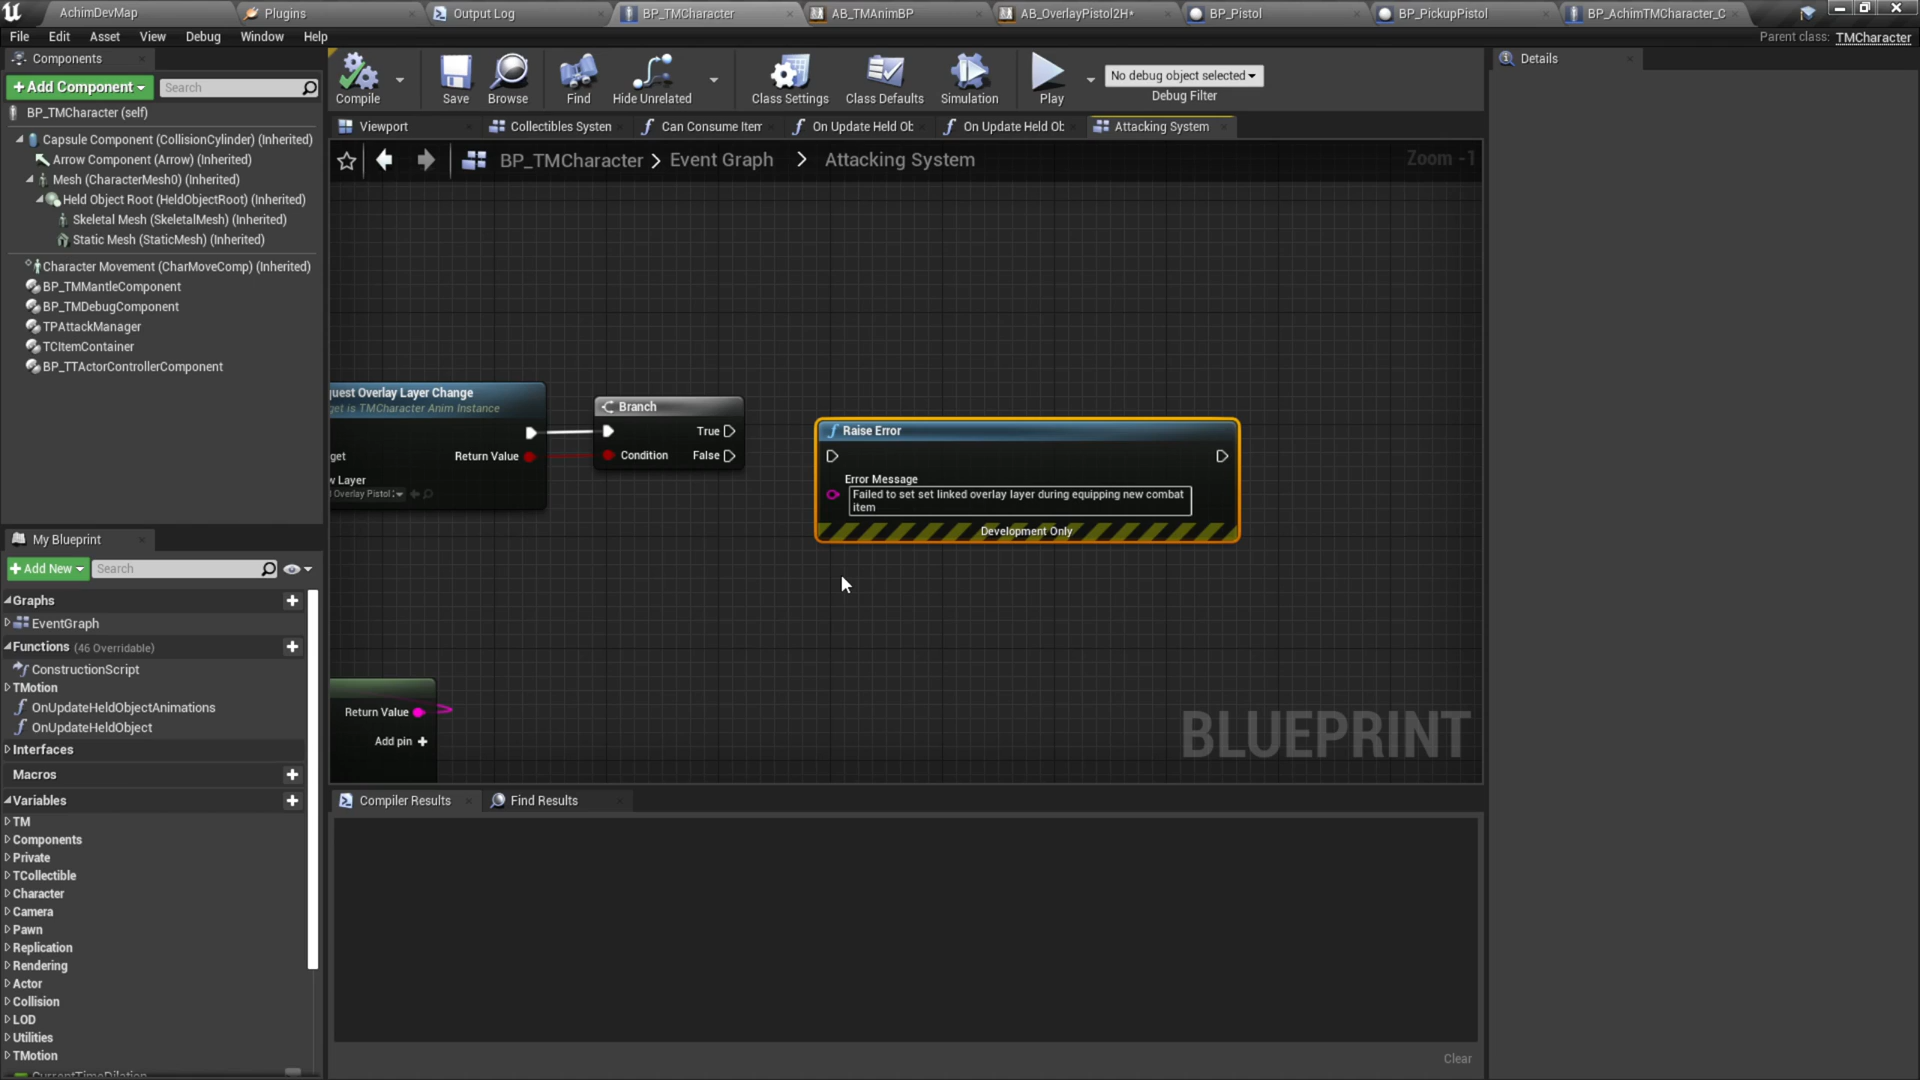 AchimDevMap
Plugins
Output Log
BP_TMCharacter
AB_TMAnimBP
AB_OverlayPistol2H*
BP_Pistol
BP_PickupPistol
BP_AchimTMCharacter_C
File Edit Asset View Debug Window Help
Parent class: TMCharacter
Components
Details
+Add Component
Search
Compile
Save
Browse
Find
Hide Unrelated
Class Settings
Class Defaults
Simulation
Play
No debug object selected
Debug Filter
BP_TMCharacter (self)
Viewport
Collectibles Systen
Can Consume Iterr
On Update Held Ob
On Update Held Ob
Attacking System
Capsule Component (CollisionCylinder) (Inherited)
Arrow Component (Arrow) (Inherited)
Mesh (CharacterMesh0) (Inherited)
Held Object Root (HeldObjectRoot) (Inherited)
Skeletal Mesh (SkeletalMesh) (Inherited)
Static Mesh (StaticMesh) (Inherited)
Character Movement (CharMoveComp) (Inherited)
BP_TMMantleComponent
BP_TMDebugComponent
TPAttackManager
TCItemContainer
BP_TTActorControllerComponent
BP_TMCharacter > Event Graph > Attacking System
Zoom -1
quest Overlay Layer Change
get is TMCharacter Anim Instance
get
Return Value
w Layer
Overlay Pistol
Branch
True
Condition
False
Raise Error
Error Message
Failed to set set linked overlay layer during equipping new combat
item
Development Only
Return Value
Add pin +
BLUEPRINT
My Blueprint
+Add New
Search
Graphs
EventGraph
Functions (46 Overridable)
ConstructionScript
TMotion
OnUpdateHeldObjectAnimations
OnUpdateHeldObject
Interfaces
Macros
Variables
TM
Components
Private
TCollectible
Character
Camera
Pawn
Replication
Rendering
Actor
Collision
LOD
Utilities
TMotion
CurrentTimeDilation
Compiler Results
Find Results
Clear